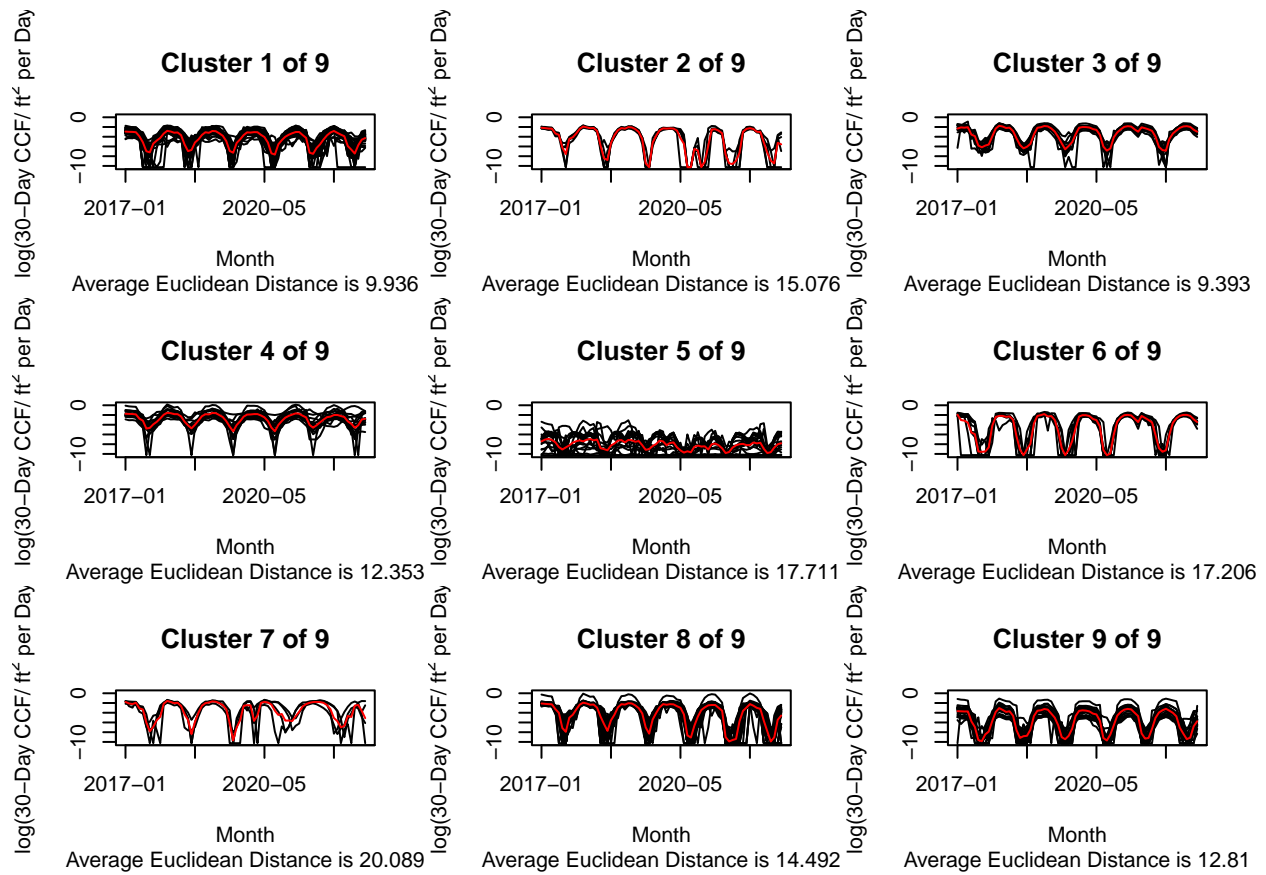 Cluster 1 of 9
log(30−Day CCF/ ft² per Day
0
−10
2017−01 2020−05
Month
Average Euclidean Distance is 9.936
Cluster 2 of 9
log(30−Day CCF/ ft² per Day
0
−10
2017−01 2020−05
Month
Average Euclidean Distance is 15.076
Cluster 3 of 9
log(30−Day CCF/ ft² per Day
0
−10
2017−01 2020−05
Month
Average Euclidean Distance is 9.393
Cluster 4 of 9
log(30−Day CCF/ ft² per Day
0
−10
2017−01 2020−05
Month
Average Euclidean Distance is 12.353
Cluster 5 of 9
log(30−Day CCF/ ft² per Day
0
−10
2017−01 2020−05
Month
Average Euclidean Distance is 17.711
Cluster 6 of 9
log(30−Day CCF/ ft² per Day
0
−10
2017−01 2020−05
Month
Average Euclidean Distance is 17.206
Cluster 7 of 9
log(30−Day CCF/ ft² per Day
0
−10
2017−01 2020−05
Month
Average Euclidean Distance is 20.089
Cluster 8 of 9
log(30−Day CCF/ ft² per Day
0
−10
2017−01 2020−05
Month
Average Euclidean Distance is 14.492
Cluster 9 of 9
log(30−Day CCF/ ft² per Day
0
−10
2017−01 2020−05
Month
Average Euclidean Distance is 12.81